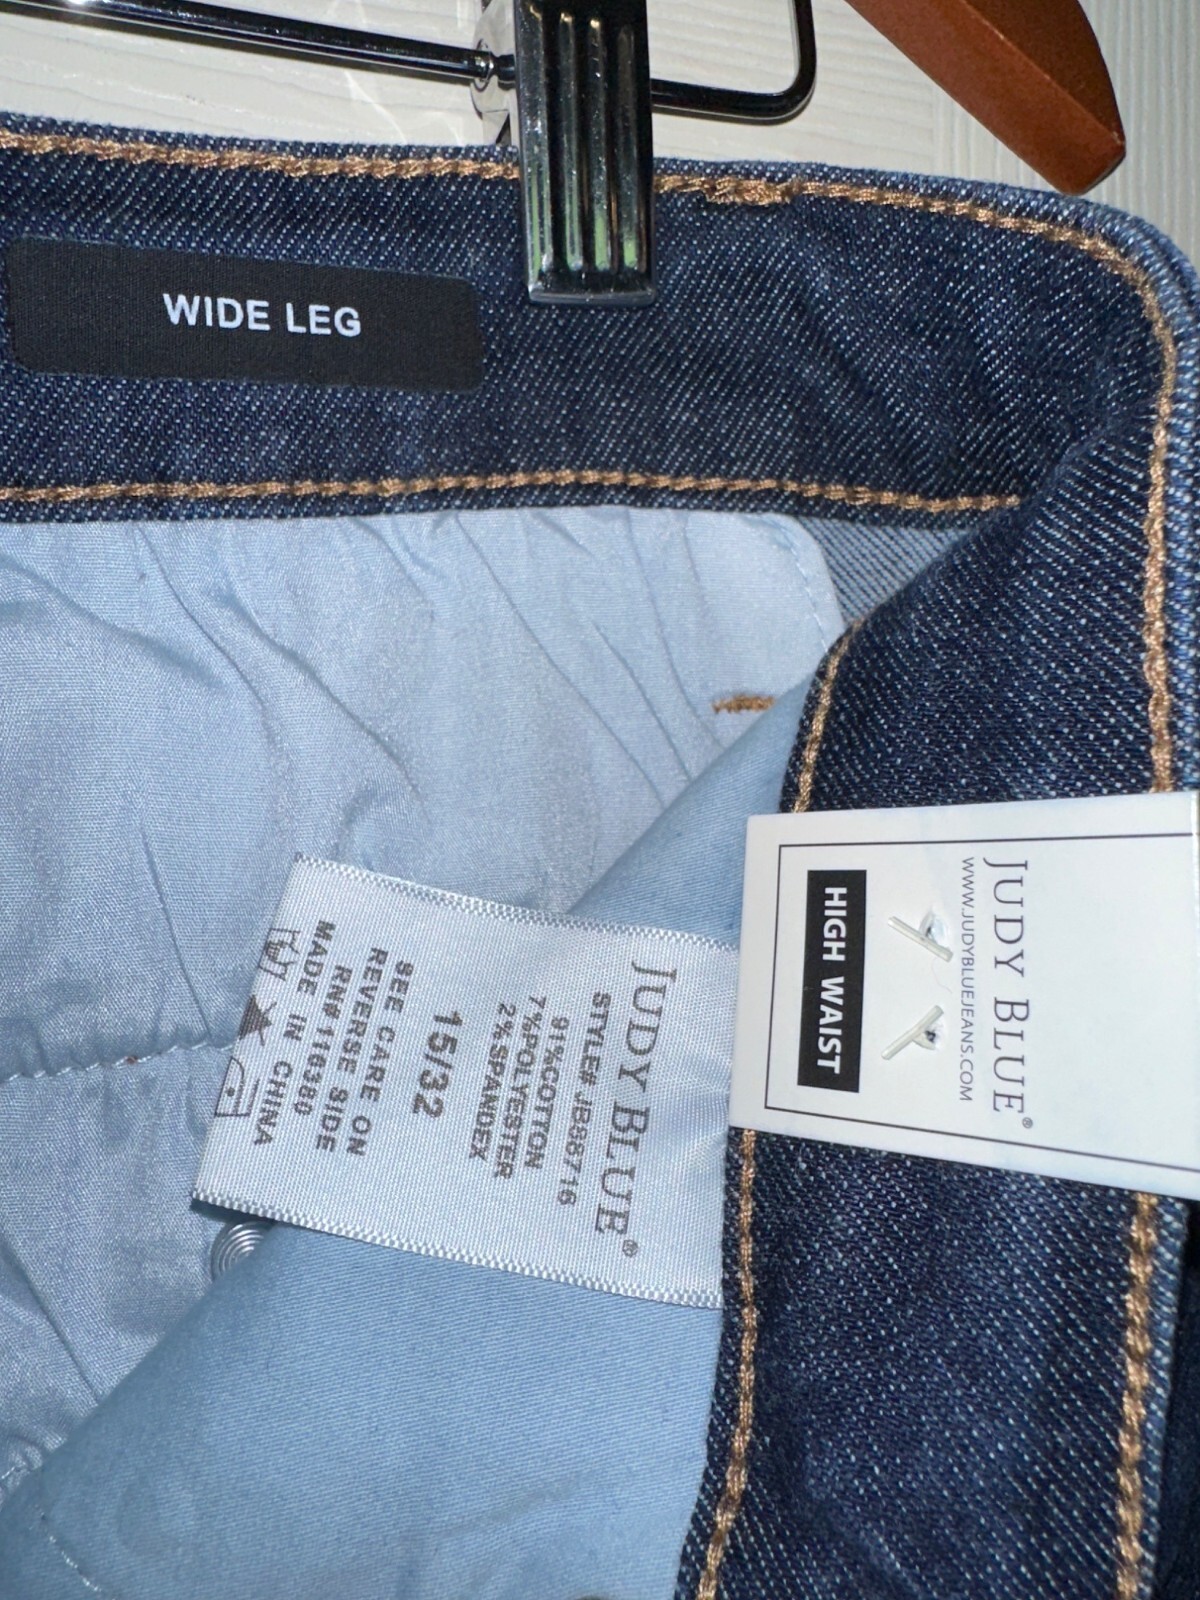 WIDE LEG
JUDY BLUE®
WWW.JUDYBLUEJEANS.COM
HIGH WAIST
JUDY BLUE®
STYLE# JB88716
91%COTTON
7%POLYESTER
2%SPANDEX
15/32
SEE CARE ON
REVERSE SIDE
RN#116380
MADE IN CHINA